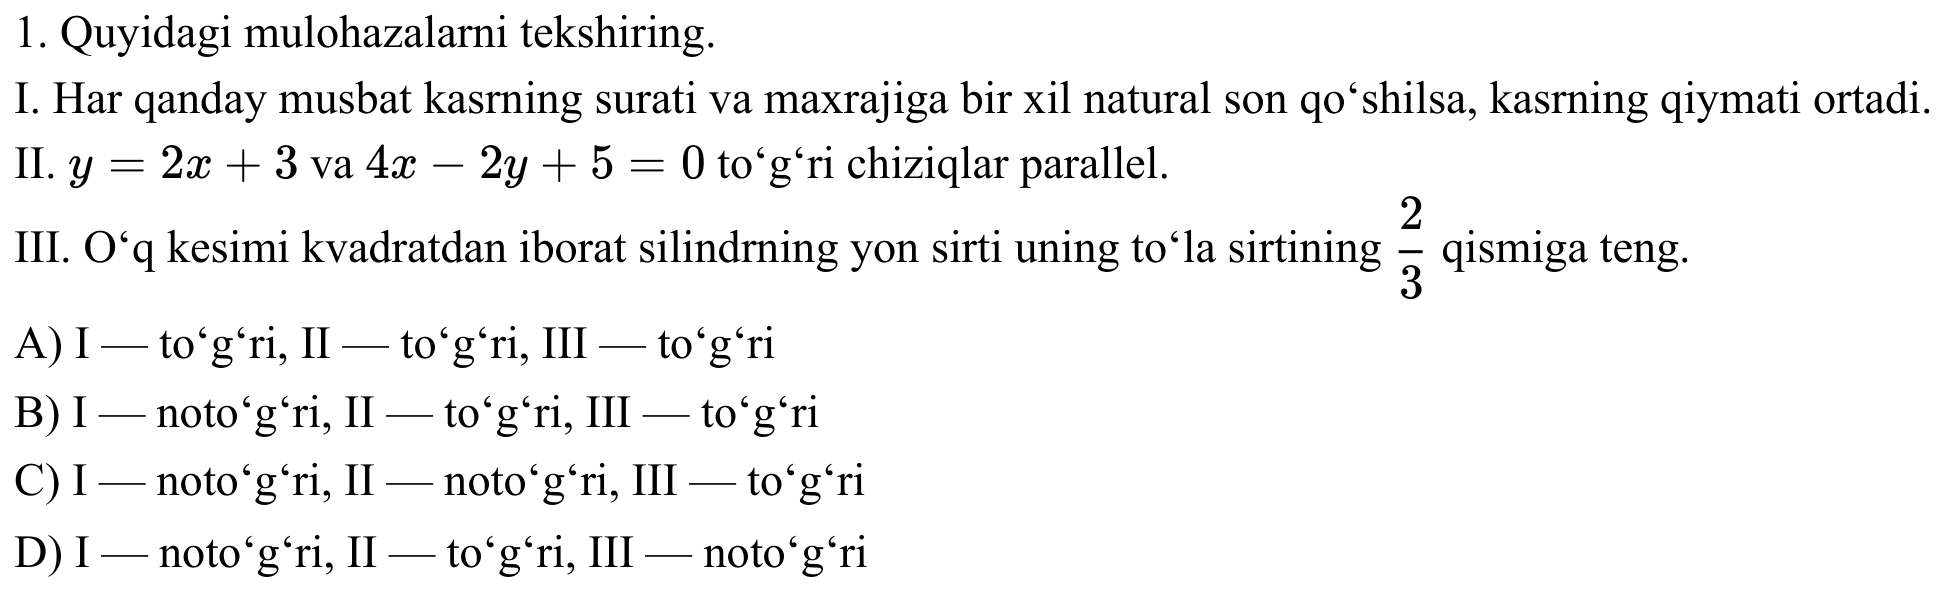 1. Quyidagi mulohazalarni tekshiring.
I. Har qanday musbat kasrning surati va maxrajiga bir xil natural son qo‘shilsa, kasrning qiymati ortadi.
II. y = 2x + 3 va 4x − 2y + 5 = 0 to‘g‘ri chiziqlar parallel.
III. O‘q kesimi kvadratdan iborat silindrning yon sirti uning to‘la sirtining 2/3 qismiga teng.
A) I — to‘g‘ri, II — to‘g‘ri, III — to‘g‘ri
B) I — noto‘g‘ri, II — to‘g‘ri, III — to‘g‘ri
C) I — noto‘g‘ri, II — noto‘g‘ri, III — to‘g‘ri
D) I — noto‘g‘ri, II — to‘g‘ri, III — noto‘g‘ri